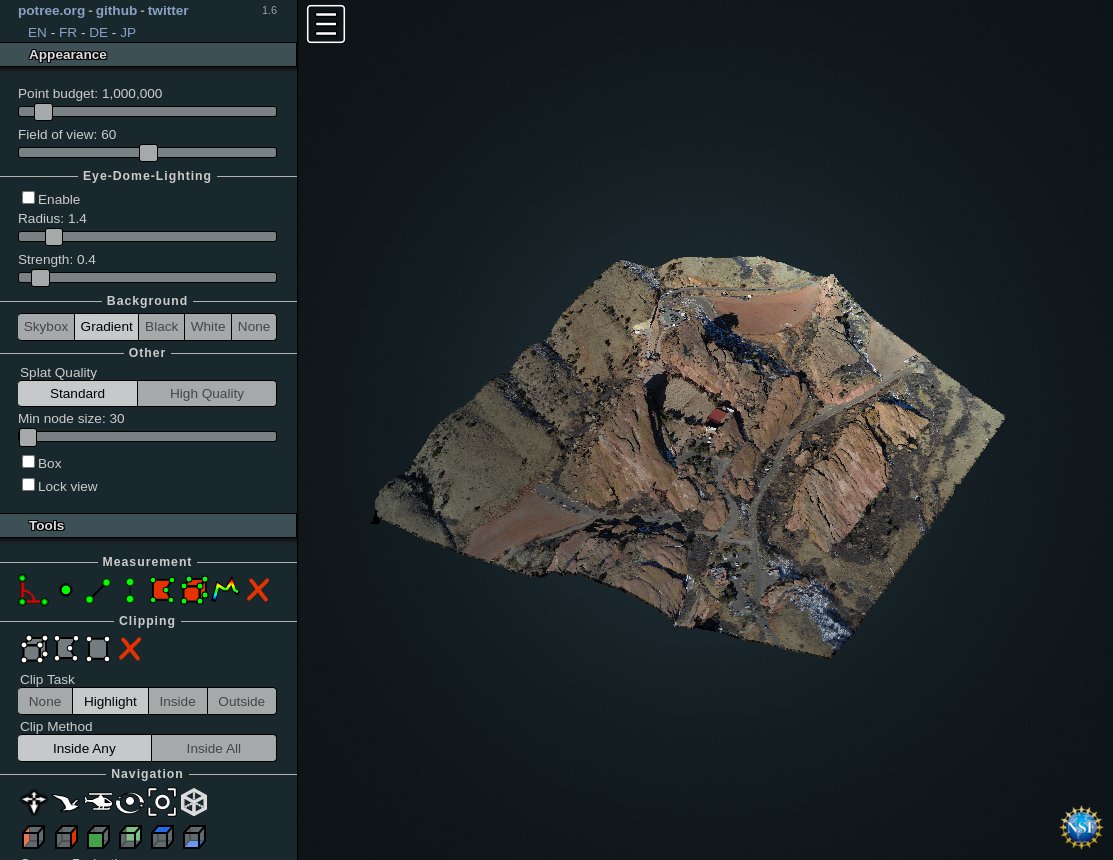 potree.org - github - twitter 1.6
EN - FR - DE - JP
Appearance
Point budget: 1,000,000
Field of view: 60
Eye-Dome-Lighting
Enable
Radius: 1.4
Strength: 0.4
Background
Skybox Gradient Black White None
Other
Splat Quality
Standard High Quality
Min node size: 30
Box
Lock view
Tools
Measurement
Clipping
Clip Task
None Highlight Inside Outside
Clip Method
Inside Any Inside All
Navigation
NSF